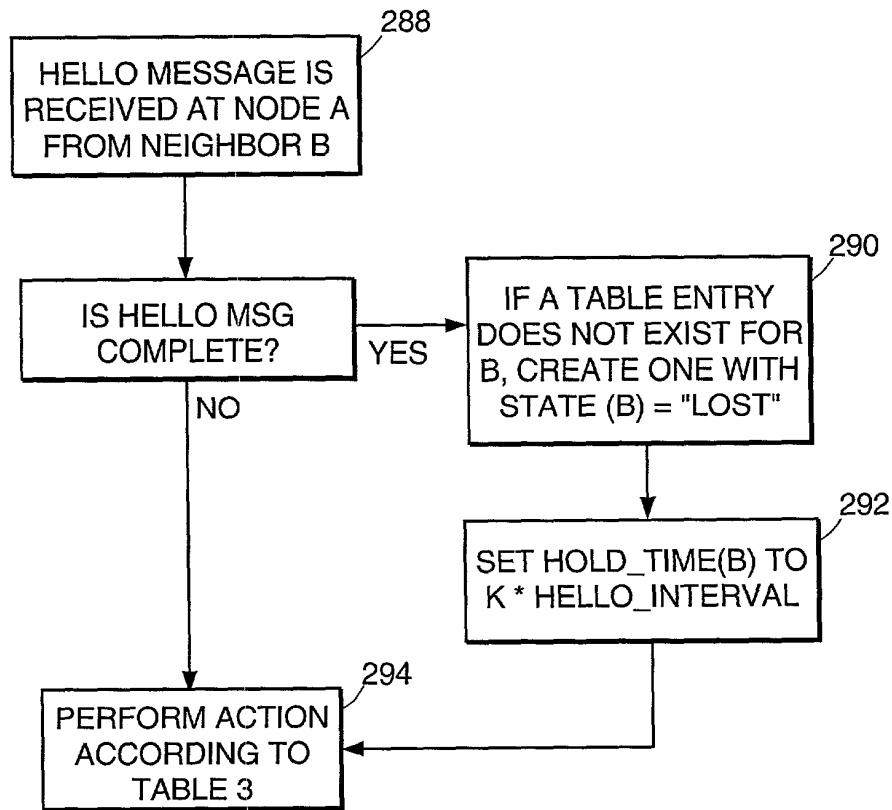 288
HELLO MESSAGE IS
RECEIVED AT NODE A
FROM NEIGHBOR B
IS HELLO MSG
COMPLETE?
YES
NO
290
IF A TABLE ENTRY
DOES NOT EXIST FOR
B, CREATE ONE WITH
STATE (B) = "LOST"
292
SET HOLD_TIME(B) TO
K * HELLO_INTERVAL
294
PERFORM ACTION
ACCORDING TO
TABLE 3